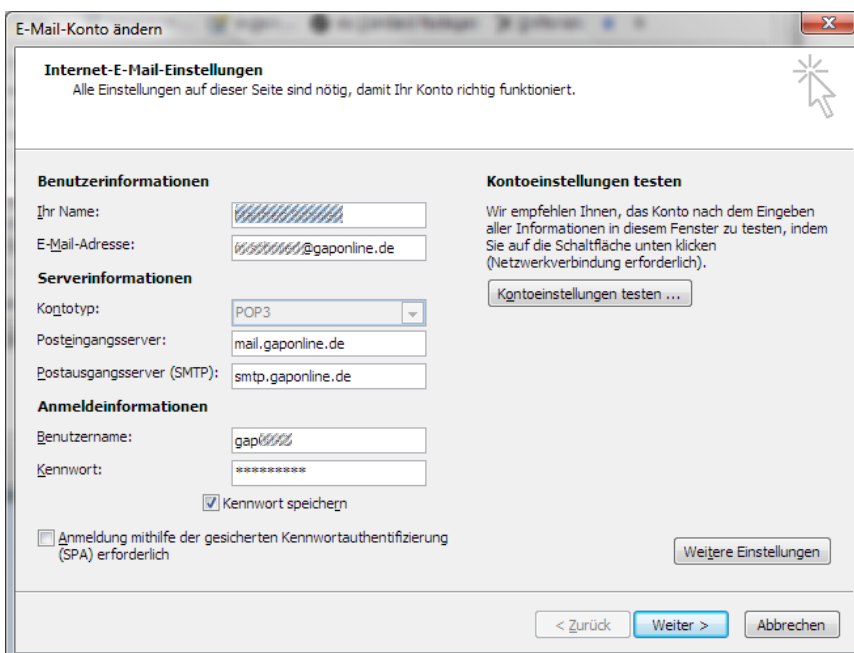 E-Mail-Konto ändern
Internet-E-Mail-Einstellungen
Alle Einstellungen auf dieser Seite sind nötig, damit Ihr Konto richtig funktioniert.
Benutzerinformationen
Ihr Name:
E-Mail-Adresse:
@gaponline.de
Serverinformationen
Kontotyp:
POP3
Posteingangsserver:
mail.gaponline.de
Postausgangsserver (SMTP):
smtp.gaponline.de
Anmeldeinformationen
Benutzername:
gap
Kennwort:
*********
Kennwort speichern
Anmeldung mithilfe der gesicherten Kennwortauthentifizierung
(SPA) erforderlich
Kontoeinstellungen testen
Wir empfehlen Ihnen, das Konto nach dem Eingeben
aller Informationen in diesem Fenster zu testen, indem
Sie auf die Schaltfläche unten klicken
(Netzwerkverbindung erforderlich).
Kontoeinstellungen testen ...
Weitere Einstellungen
< Zurück
Weiter >
Abbrechen